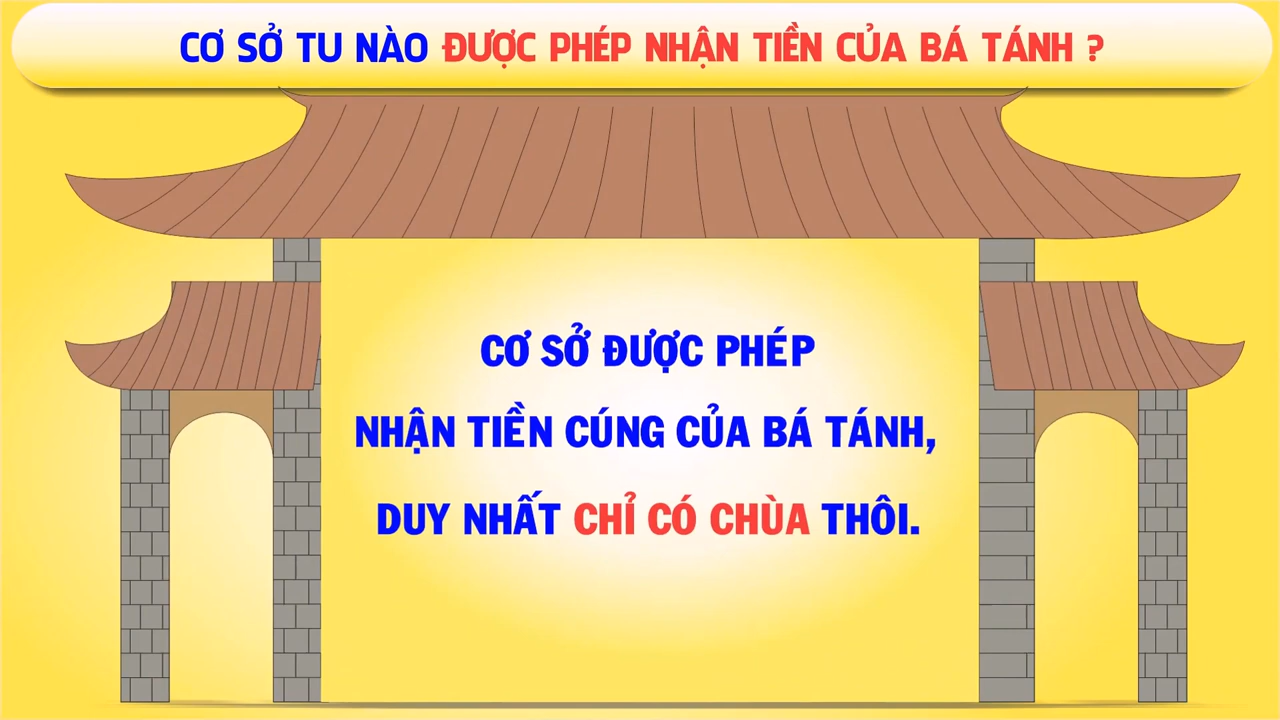 CƠ SỞ TU NÀO ĐƯỢC PHÉP NHẬN TIỀN CỦA BÁ TÁNH ?
CƠ SỞ ĐƯỢC PHÉP
NHẬN TIỀN CÚNG CỦA BÁ TÁNH,
DUY NHẤT CHỈ CÓ CHÙA THÔI.